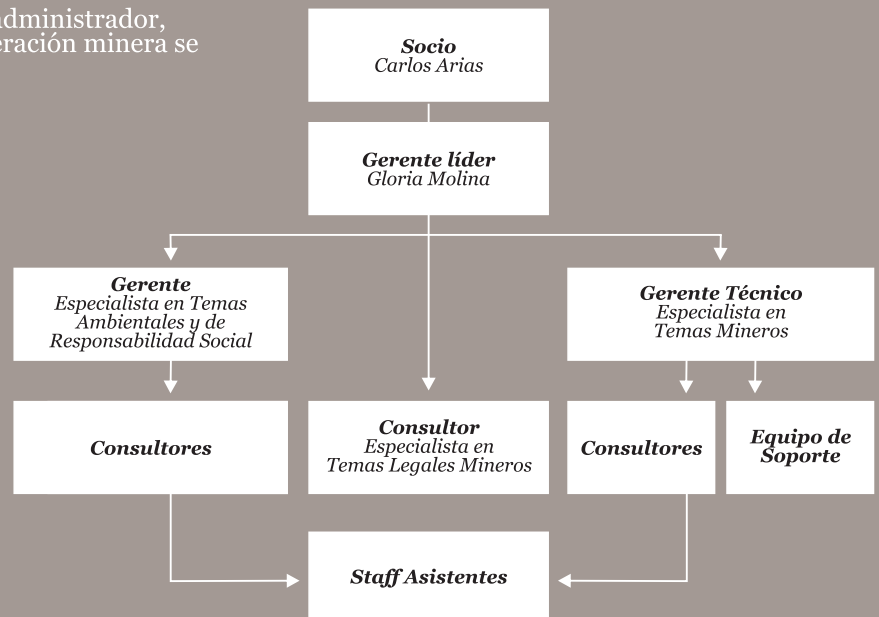 administrador,
eración minera se
Socio
Carlos Arias
Gerente líder
Gloria Molina
Gerente
Especialista en Temas
Ambientales y de
Responsabilidad Social
Gerente Técnico
Especialista en
Temas Mineros
Consultores
Consultor
Especialista en
Temas Legales Mineros
Consultores
Equipo de
Soporte
Staff Asistentes